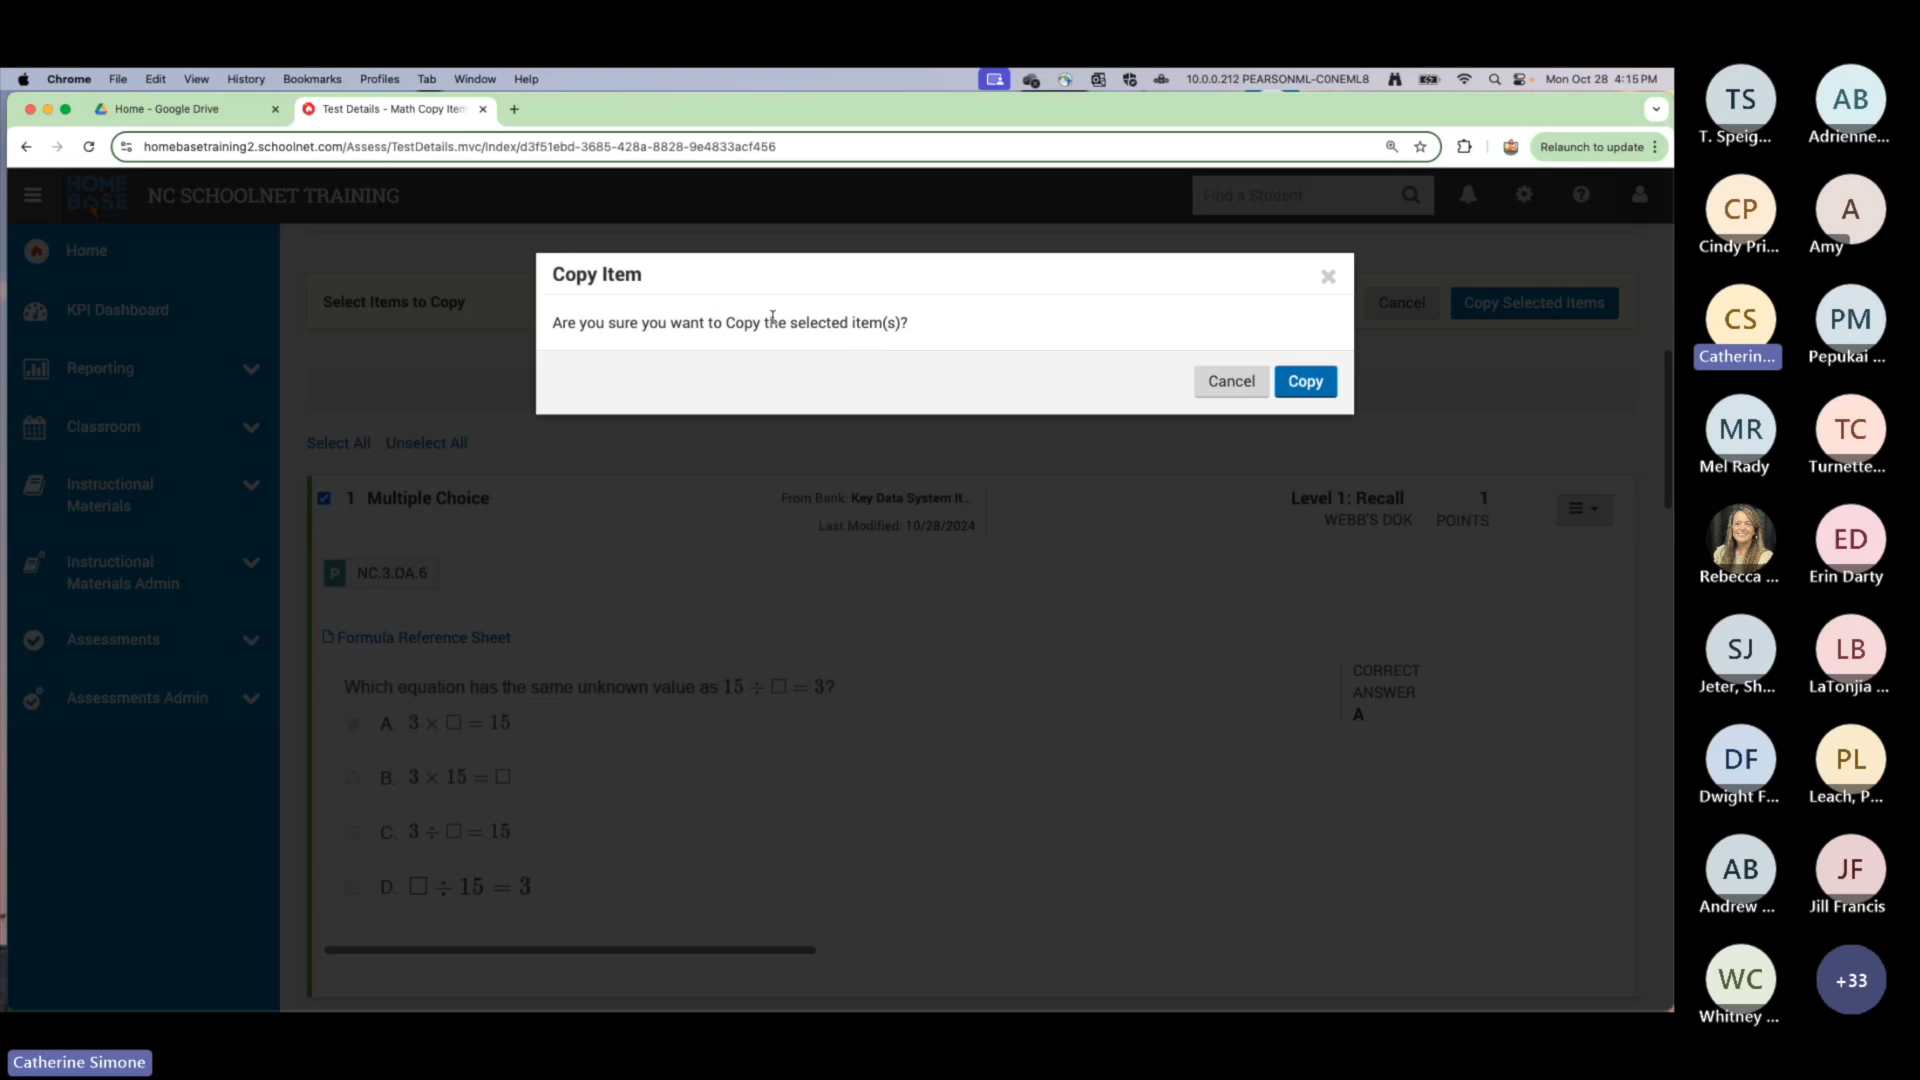 Chrome File Edit View History Bookmarks Profiles Tab Window Help
10.0.0.212 PEARSONML-C0NEML8 Mon Oct 28 4:15 PM
Home - Google Drive
Test Details - Math Copy Item
homebasetraining2.schoolnet.com/Assess/TestDetails.mvc/Index/d3f51ebd-3685-428a-8828-9e4833acf456
Relaunch to update
HOME
BASE
NC SCHOOLNET TRAINING
Find a Student
Home
KPI Dashboard
Reporting
Classroom
Instructional
Materials
Instructional
Materials Admin
Assessments
Assessments Admin
Select Items to Copy
Cancel
Copy Selected Items
Copy Item
Are you sure you want to Copy the selected item(s)?
Cancel
Copy
Select All Unselect All
1 Multiple Choice
From Bank: Key Data System It...
Last Modified: 10/28/2024
Level 1: Recall
WEBB'S DOK
1
POINTS
P NC.3.OA.6
Formula Reference Sheet
Which equation has the same unknown value as 15 ÷ □ = 3?
A. 3 × □ = 15
B. 3 × 15 = □
C. 3 ÷ □ = 15
D. □ ÷ 15 = 3
CORRECT
ANSWER
A
TS
T. Speig...
AB
Adrienne...
CP
Cindy Pri...
A
Amy
CS
Catherin...
PM
Pepukai ...
MR
Mel Rady
TC
Turnette...
Rebecca ...
ED
Erin Darty
SJ
Jeter, Sh...
LB
LaTonjia ...
DF
Dwight F...
PL
Leach, P...
AB
Andrew ...
JF
Jill Francis
WC
Whitney ...
+33
Catherine Simone